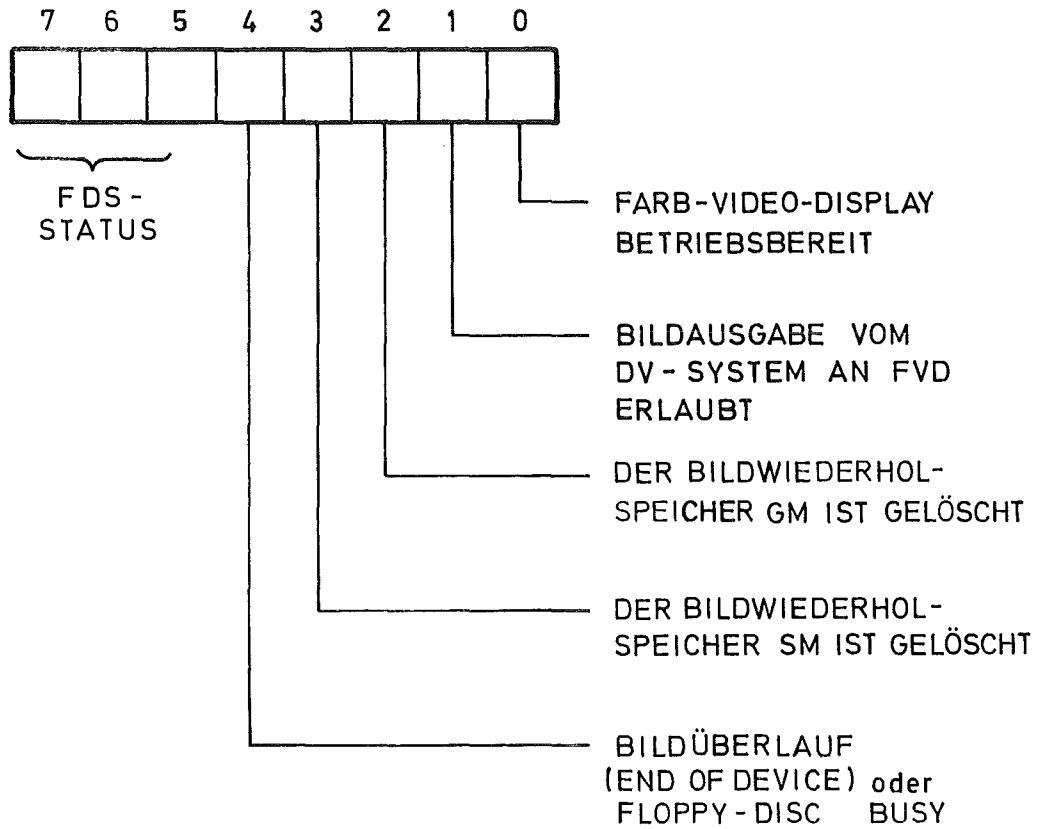 7 6 5 4 3 2 1 0
FDS-
STATUS
FARB-VIDEO-DISPLAY
BETRIEBSBEREIT
BILDAUSGABE VOM
DV-SYSTEM AN FVD
ERLAUBT
DER BILDWIEDERHOL-
SPEICHER GM IST GELÖSCHT
DER BILDWIEDERHOL-
SPEICHER SM IST GELÖSCHT
BILDÜBERLAUF
(END OF DEVICE) oder
FLOPPY-DISC BUSY